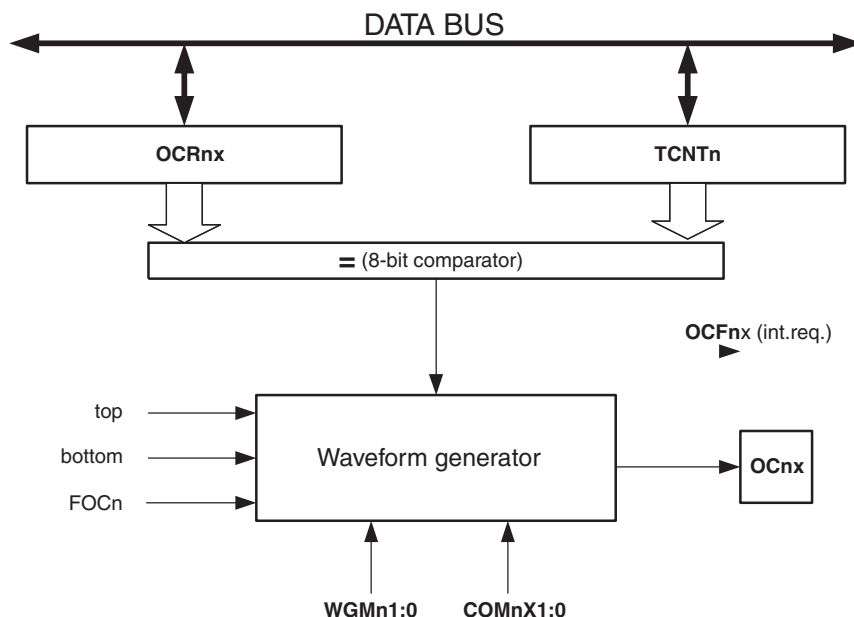 DATA BUS
OCRnx
TCNTn
= (8-bit comparator)
OCFnx (int.req.)
top
bottom
FOCn
Waveform generator
OCnx
WGMn1:0
COMnX1:0